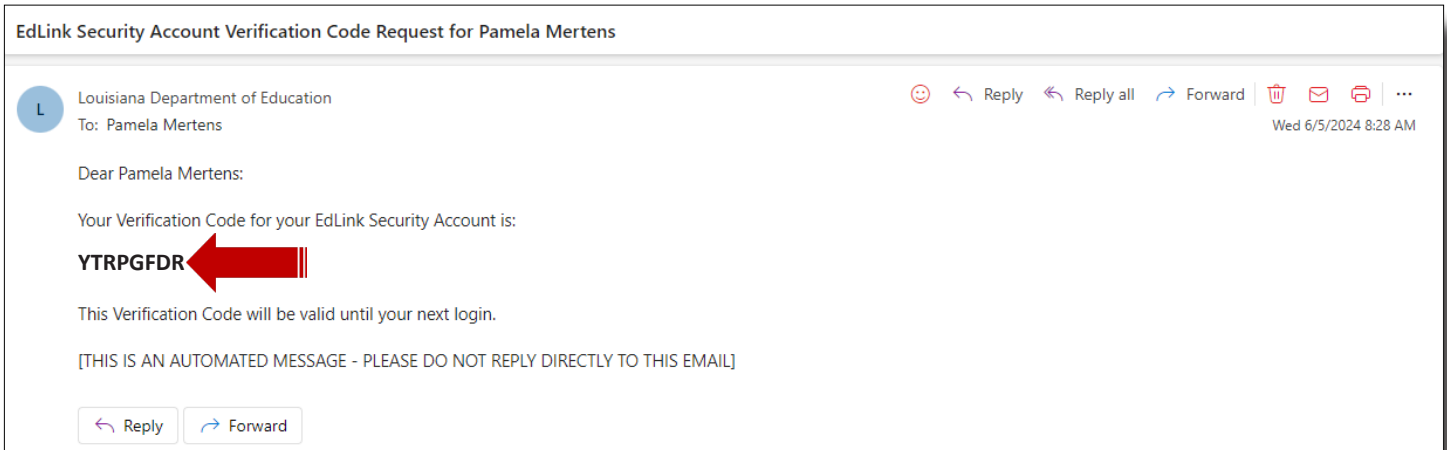 EdLink Security Account Verification Code Request for Pamela Mertens
L
Louisiana Department of Education
Reply
Reply all
Forward
To: Pamela Mertens
Wed 6/5/2024 8:28 AM
Dear Pamela Mertens:
Your Verification Code for your EdLink Security Account is:
YTRPGFDR
This Verification Code will be valid until your next login.
[THIS IS AN AUTOMATED MESSAGE - PLEASE DO NOT REPLY DIRECTLY TO THIS EMAIL]
Reply
Forward